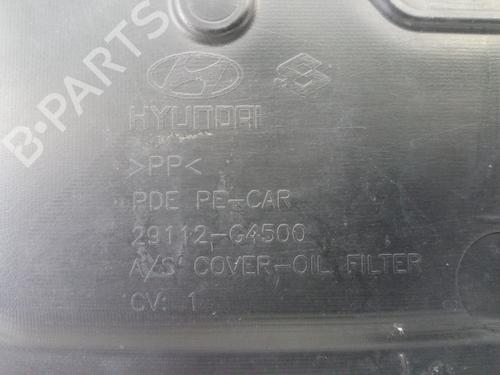 B-PARTS
HYUNDAI
>PP<
PDE PE-CAR
29112-G4500
A/S COVER-OIL FILTER
CV: 1